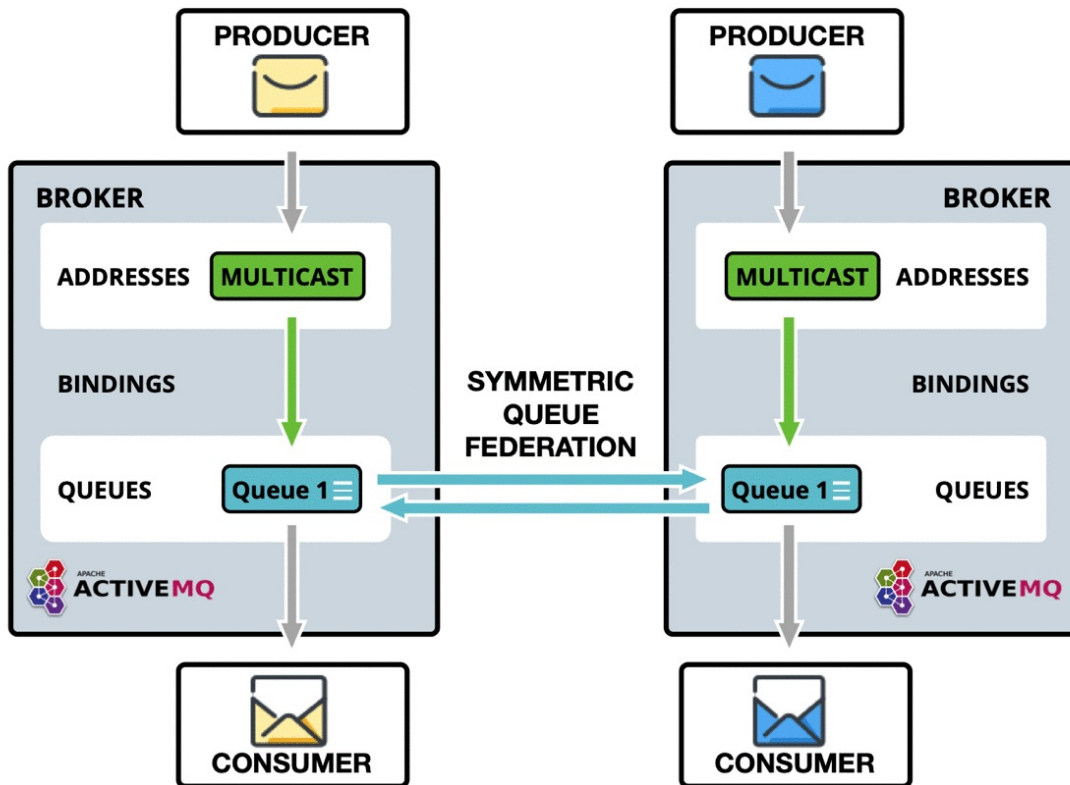 PRODUCER
PRODUCER
BROKER
BROKER
ADDRESSES
MULTICAST
MULTICAST
ADDRESSES
BINDINGS
SYMMETRIC
QUEUE
FEDERATION
BINDINGS
QUEUES
Queue 1
Queue 1
QUEUES
APACHE
ACTIVEMQ
APACHE
ACTIVEMQ
CONSUMER
CONSUMER